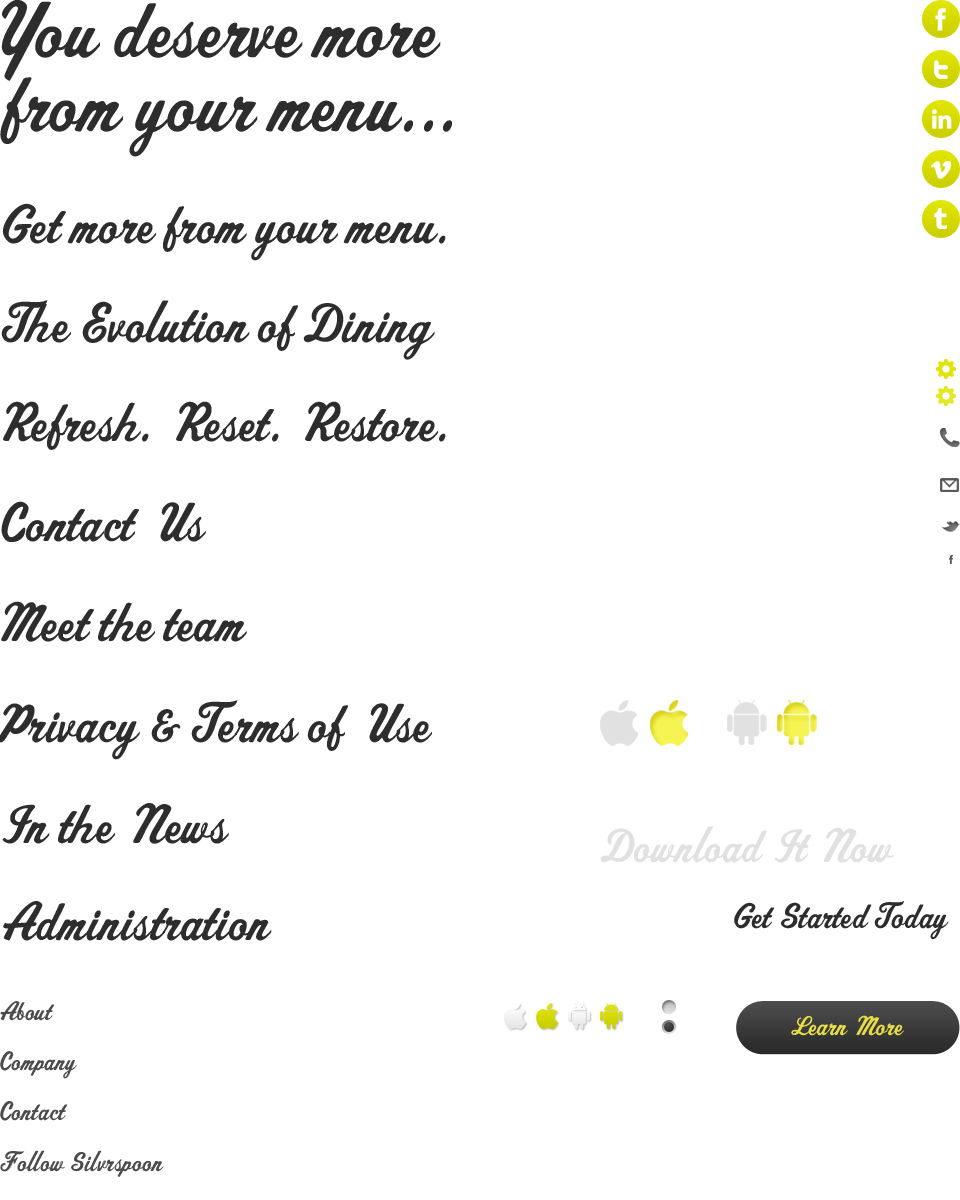 You deserve more
from your menu...
Get more from your menu.
The Evolution of Dining
Refresh. Reset. Restore.
Contact Us
Meet the team
Privacy & Terms of Use
In the News
Download It Now
Administration
Get Started Today
About
Learn More
Company
Contact
Follow Silvrspoon